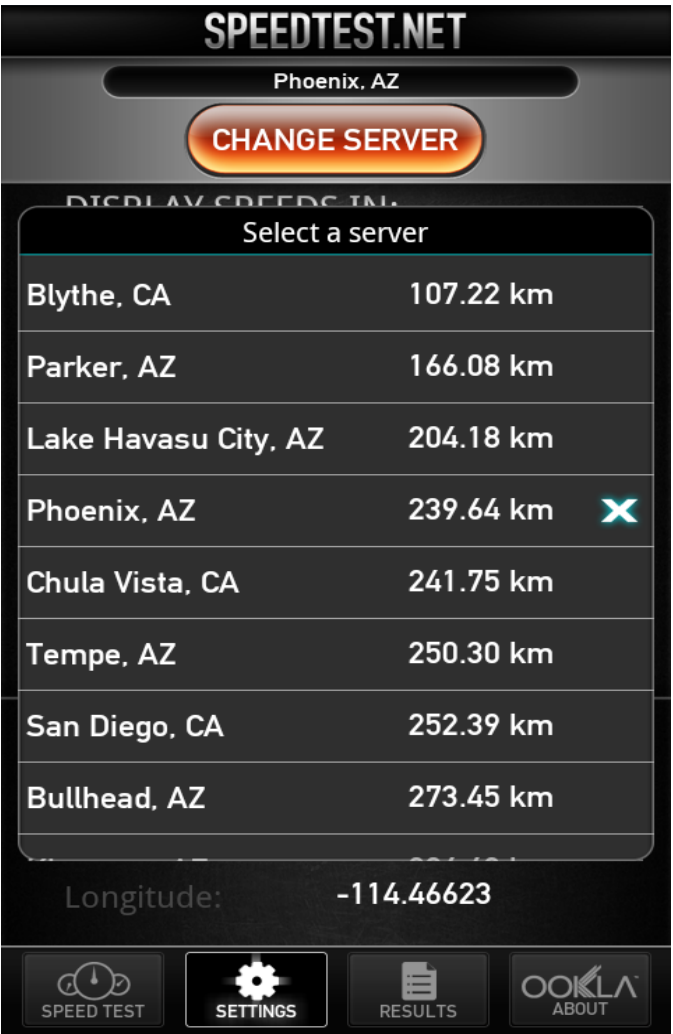 SPEEDTEST.NET
Phoenix, AZ
CHANGE SERVER
DISPLAY SPEEDS IN:
Select a server
Blythe, CA 107.22 km
Parker, AZ 166.08 km
Lake Havasu City, AZ 204.18 km
Phoenix, AZ 239.64 km
Chula Vista, CA 241.75 km
Tempe, AZ 250.30 km
San Diego, CA 252.39 km
Bullhead, AZ 273.45 km
Longitude: -114.46623
SPEED TEST
SETTINGS
RESULTS
OOKLA
ABOUT